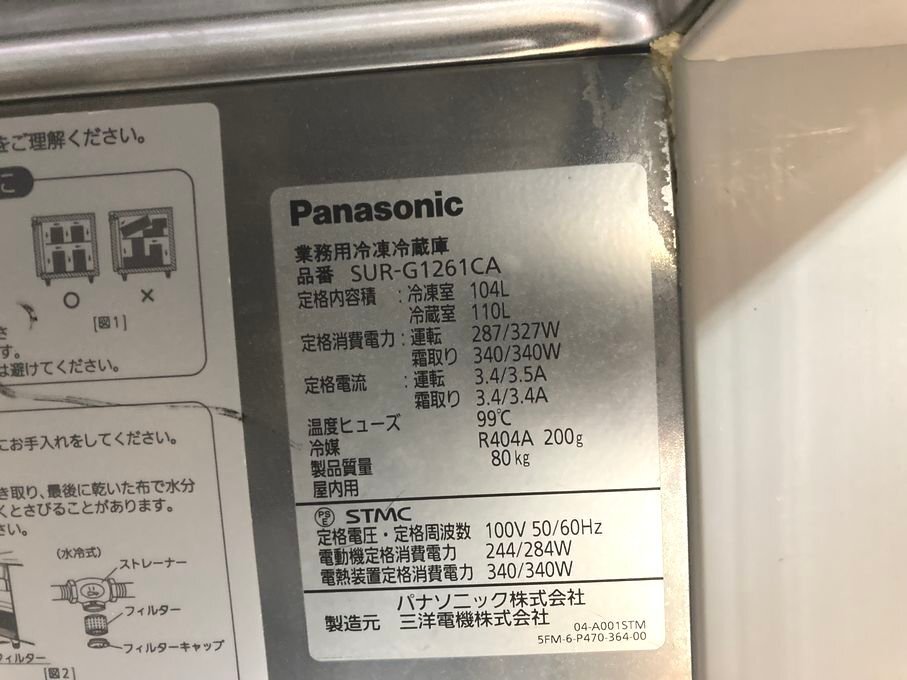 をご理解ください。
○
×
[図1]
す。
は避けてください。
にお手入れをしてください。
き取り、最後に乾いた布で水分
くとさびることがあります。
さい。
(水冷式)
ストレーナー
フィルター
フィルターキャップ
フィルター
[図2]
Panasonic
業務用冷凍冷蔵庫
品番 SUR-G1261CA
定格内容積 : 冷凍室 104L
冷蔵室 110L
定格消費電力 : 運転 287/327W
霜取り 340/340W
定格電流 : 運転 3.4/3.5A
霜取り 3.4/3.4A
温度ヒューズ 99℃
冷媒 R404A 200g
製品質量 80kg
屋内用
PSE STMC
定格電圧・定格周波数 100V 50/60Hz
電動機定格消費電力 244/284W
電熱装置定格消費電力 340/340W
パナソニック株式会社
製造元 三洋電機株式会社
04-A001STM
5FM-6-P470-364-00